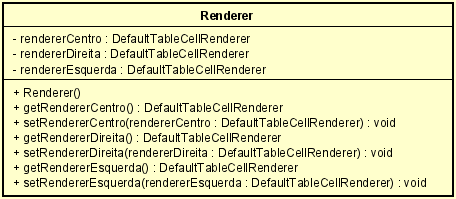 Renderer
- rendererCentro : DefaultTableCellRenderer
- rendererDireita : DefaultTableCellRenderer
- rendererEsquerda : DefaultTableCellRenderer
+ Renderer()
+ getRendererCentro() : DefaultTableCellRenderer
+ setRendererCentro(rendererCentro : DefaultTableCellRenderer) : void
+ getRendererDireita() : DefaultTableCellRenderer
+ setRendererDireita(rendererDireita : DefaultTableCellRenderer) : void
+ getRendererEsquerda() : DefaultTableCellRenderer
+ setRendererEsquerda(rendererEsquerda : DefaultTableCellRenderer) : void